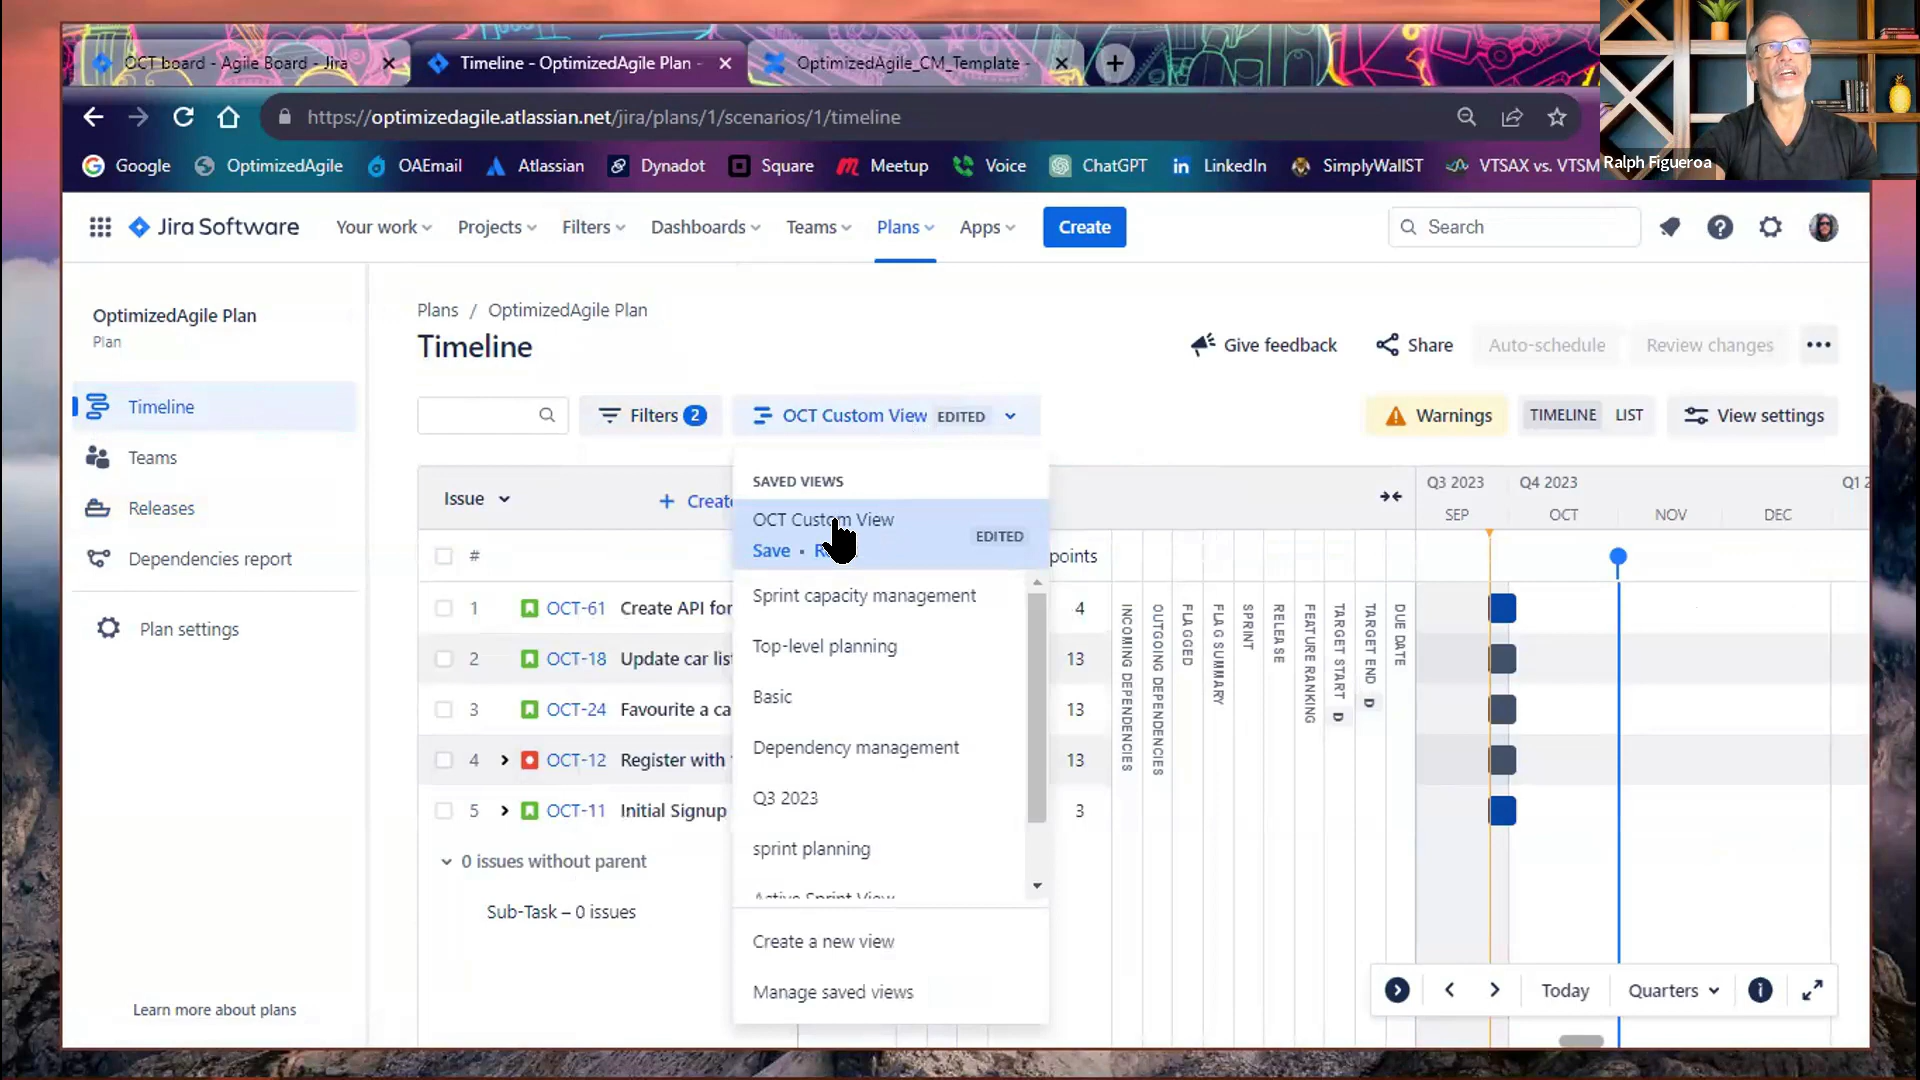 OCT board - Agile Board - Jira
Timeline - OptimizedAgile Plan -
OptimizedAgile_CM_Template -
https://optimizedagile.atlassian.net/jira/plans/1/scenarios/1/timeline
Google OptimizedAgile OAEmail Atlassian Dynadot Square Meetup Voice ChatGPT LinkedIn SimplyWallST VTSAX vs. VTSM
Ralph Figueroa
Jira Software Your work Projects Filters Dashboards Teams Plans Apps Create Search
OptimizedAgile Plan
Plan
Timeline
Teams
Releases
Dependencies report
Plan settings
Learn more about plans
Plans / OptimizedAgile Plan
Timeline
Give feedback Share Auto-schedule Review changes
Filters 2 OCT Custom View EDITED
Warnings TIMELINE LIST View settings
SAVED VIEWS
OCT Custom View EDITED
Save •
Sprint capacity management
Top-level planning
Basic
Dependency management
Q3 2023
sprint planning
Active Sprint View
Create a new view
Manage saved views
Issue
#
1 OCT-61 Create API for 4
2 OCT-18 Update car list 13
3 OCT-24 Favourite a ca 13
4 OCT-12 Register with 13
5 OCT-11 Initial Signup 3
0 issues without parent
Sub-Task – 0 issues
points
INCOMING DEPENDENCIES
OUTGOING DEPENDENCIES
FLAGGED
FLAG SUMMARY
SPRINT
RELEASE
FEATURE RANKING
TARGET START D
TARGET END D
DUE DATE
Q3 2023 Q4 2023
SEP OCT NOV DEC
Today Quarters